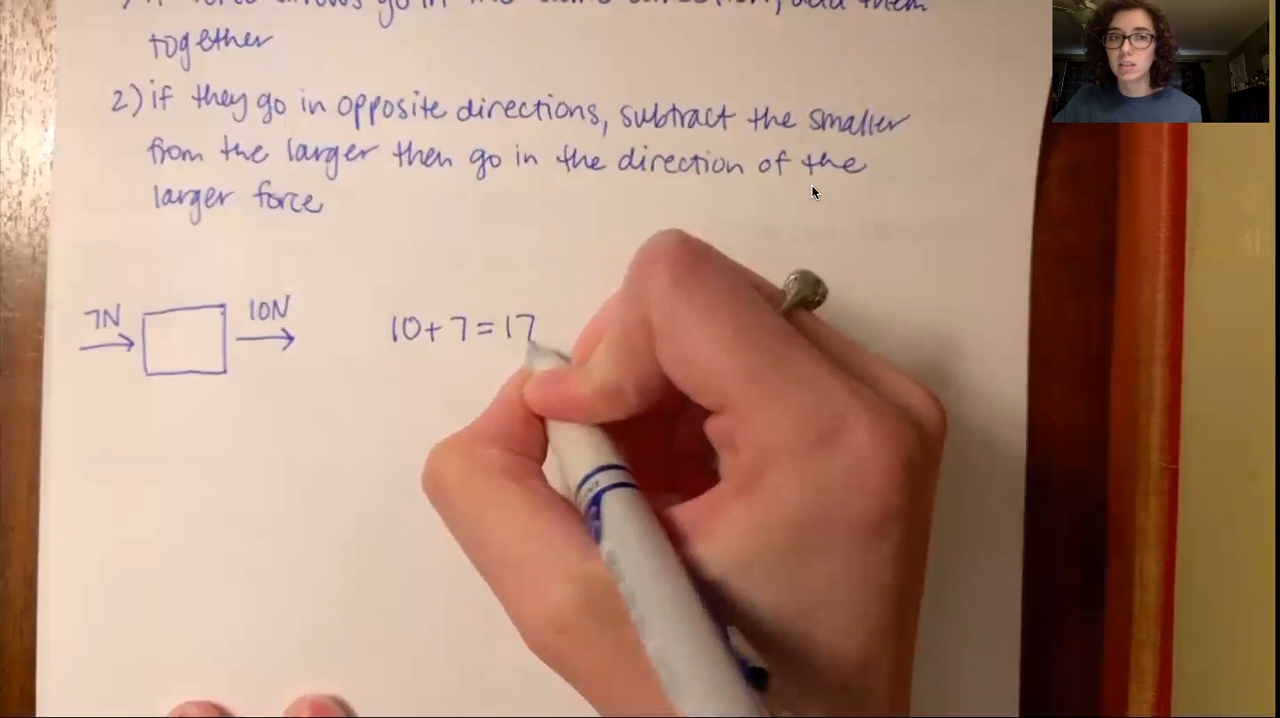 together
2) if they go in opposite directions, subtract the smaller
from the larger then go in the direction of the
larger force
7N 10N 10+7=17